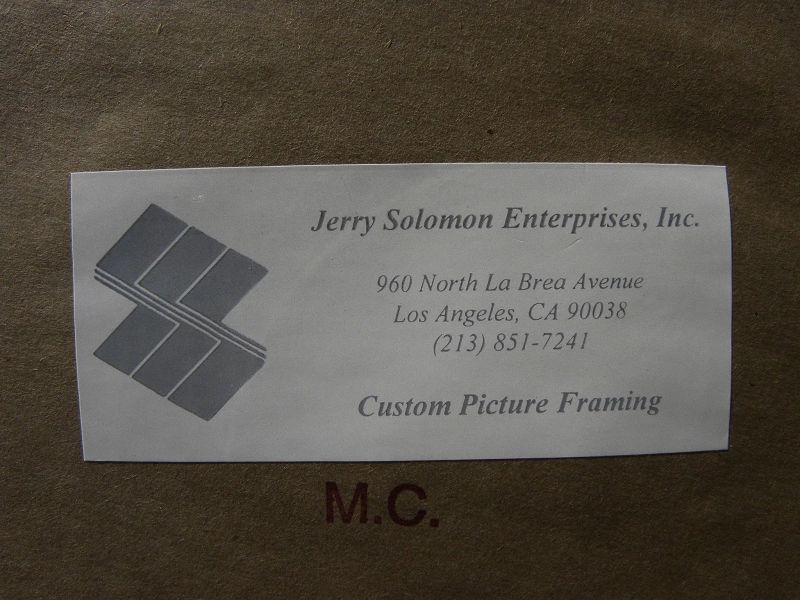 Jerry Solomon Enterprises, Inc.
960 North La Brea Avenue
Los Angeles, CA 90038
(213) 851-7241
Custom Picture Framing
M.C.